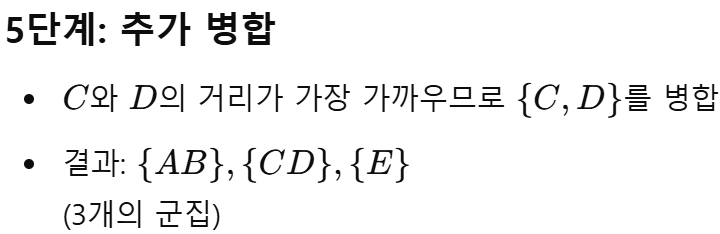 5단계: 추가 병합
• C와 D의 거리가 가장 가까우므로 {C, D}를 병합
• 결과: {AB}, {CD}, {E}
(3개의 군집)